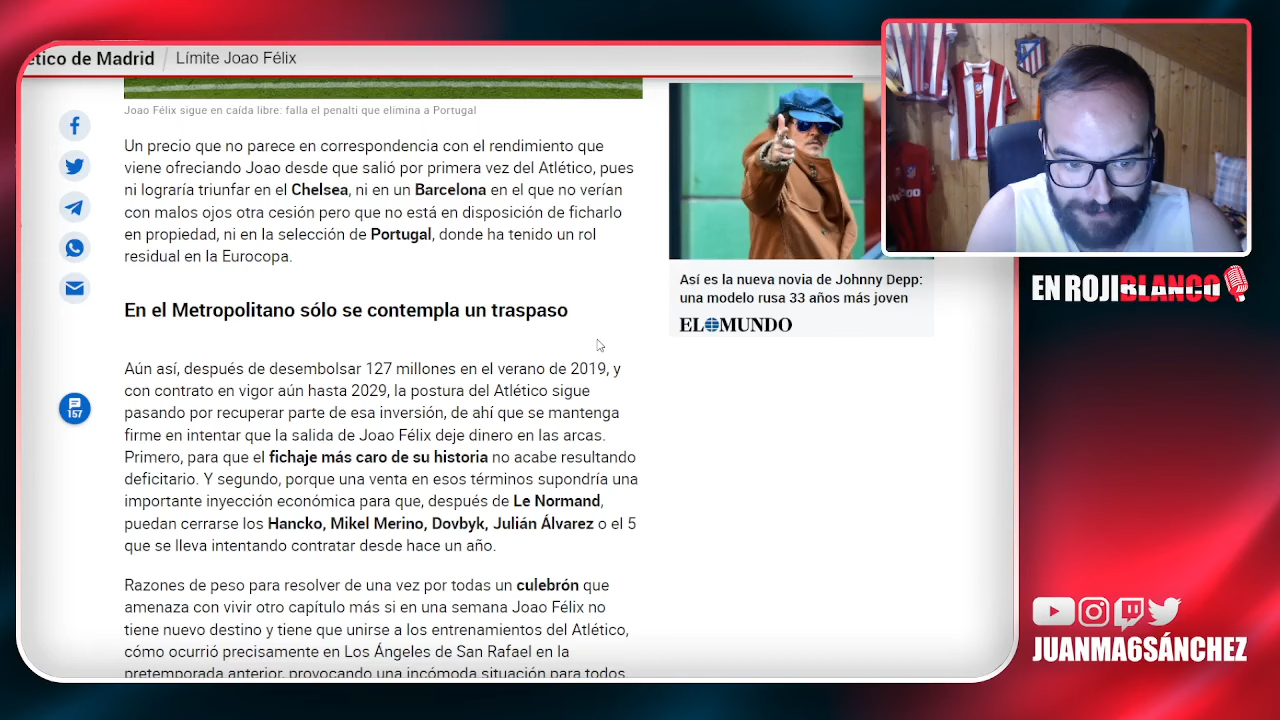 ético de Madrid
Límite Joao Félix
Joao Félix sigue en caída libre: falla el penalti que elimina a Portugal
Un precio que no parece en correspondencia con el rendimiento que
viene ofreciendo Joao desde que salió por primera vez del Atlético, pues
ni lograría triunfar en el Chelsea, ni en un Barcelona en el que no verían
con malos ojos otra cesión pero que no está en disposición de ficharlo
en propiedad, ni en la selección de Portugal, donde ha tenido un rol
residual en la Eurocopa.
En el Metropolitano sólo se contempla un traspaso
Aún así, después de desembolsar 127 millones en el verano de 2019, y
con contrato en vigor aún hasta 2029, la postura del Atlético sigue
pasando por recuperar parte de esa inversión, de ahí que se mantenga
firme en intentar que la salida de Joao Félix deje dinero en las arcas.
Primero, para que el fichaje más caro de su historia no acabe resultando
deficitario. Y segundo, porque una venta en esos términos supondría una
importante inyección económica para que, después de Le Normand,
puedan cerrarse los Hancko, Mikel Merino, Dovbyk, Julián Álvarez o el 5
que se lleva intentando contratar desde hace un año.
Razones de peso para resolver de una vez por todas un culebrón que
amenaza con vivir otro capítulo más si en una semana Joao Félix no
tiene nuevo destino y tiene que unirse a los entrenamientos del Atlético,
cómo ocurrió precisamente en Los Ángeles de San Rafael en la
pretemporada anterior, provocando una incómoda situación para todos.
157
Así es la nueva novia de Johnny Depp:
una modelo rusa 33 años más joven
EL MUNDO
EN ROJIBLANCO
JUANMA6SÁNCHEZ